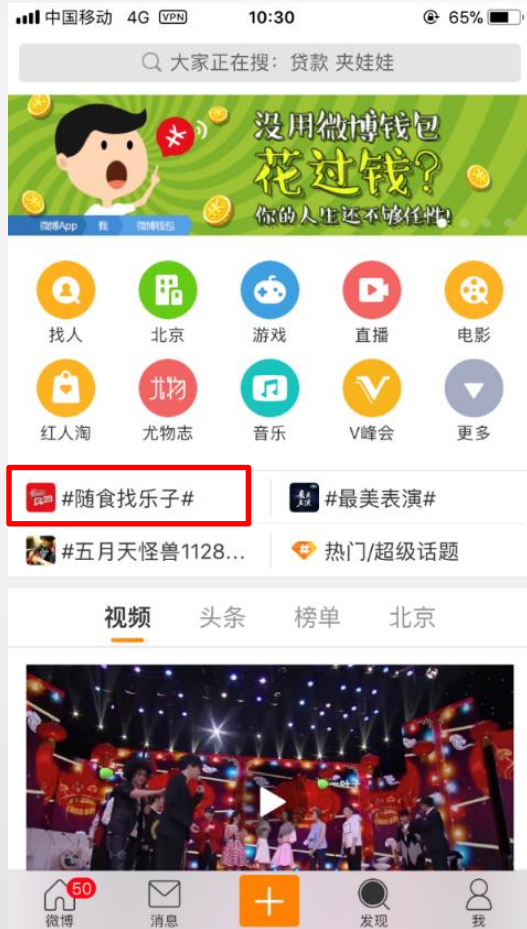 中国移动 4G VPN 10:30 65%
大家正在搜：贷款 夹娃娃
没用微博钱包
花过钱？
你的人生还不够任性！
微博App 我 微博钱包
找人 北京 游戏 直播 电影
尤物
红人淘 尤物志 音乐 V峰会 更多
#随食找乐子# #最美表演#
#五月天怪兽1128... 热门/超级话题
视频 头条 榜单 北京
50
微博 消息 发现 我